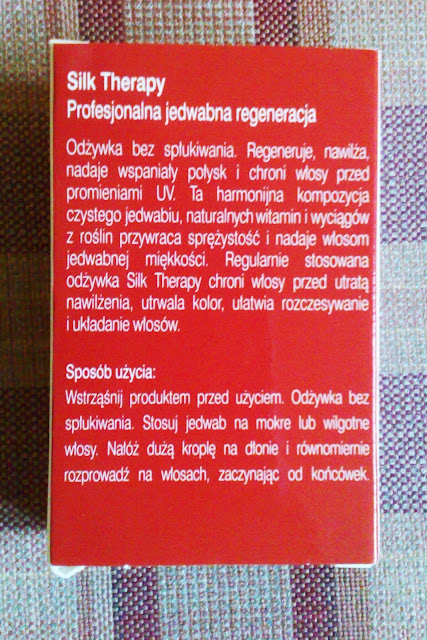 Silk Therapy
Profesjonalna jedwabna regeneracja
Odżywka bez spłukiwania. Regeneruje, nawilża,
nadaje wspaniały połysk i chroni włosy przed
promieniami UV. Ta harmonijna kompozycja
czystego jedwabiu, naturalnych witamin i wyciągów
z roślin przywraca sprężystość i nadaje włosom
jedwabnej miękkości. Regularnie stosowana
odżywka Silk Therapy chroni włosy przed utratą
nawilżenia, utrwala kolor, ułatwia rozczesywanie
i układanie włosów.
Sposób użycia:
Wstrząśnij produktem przed użyciem. Odżywka bez
spłukiwania. Stosuj jedwab na mokre lub wilgotne
włosy. Nałóż dużą kroplę na dłonie i równomiernie
rozprowadź na włosach, zaczynając od końcówek.